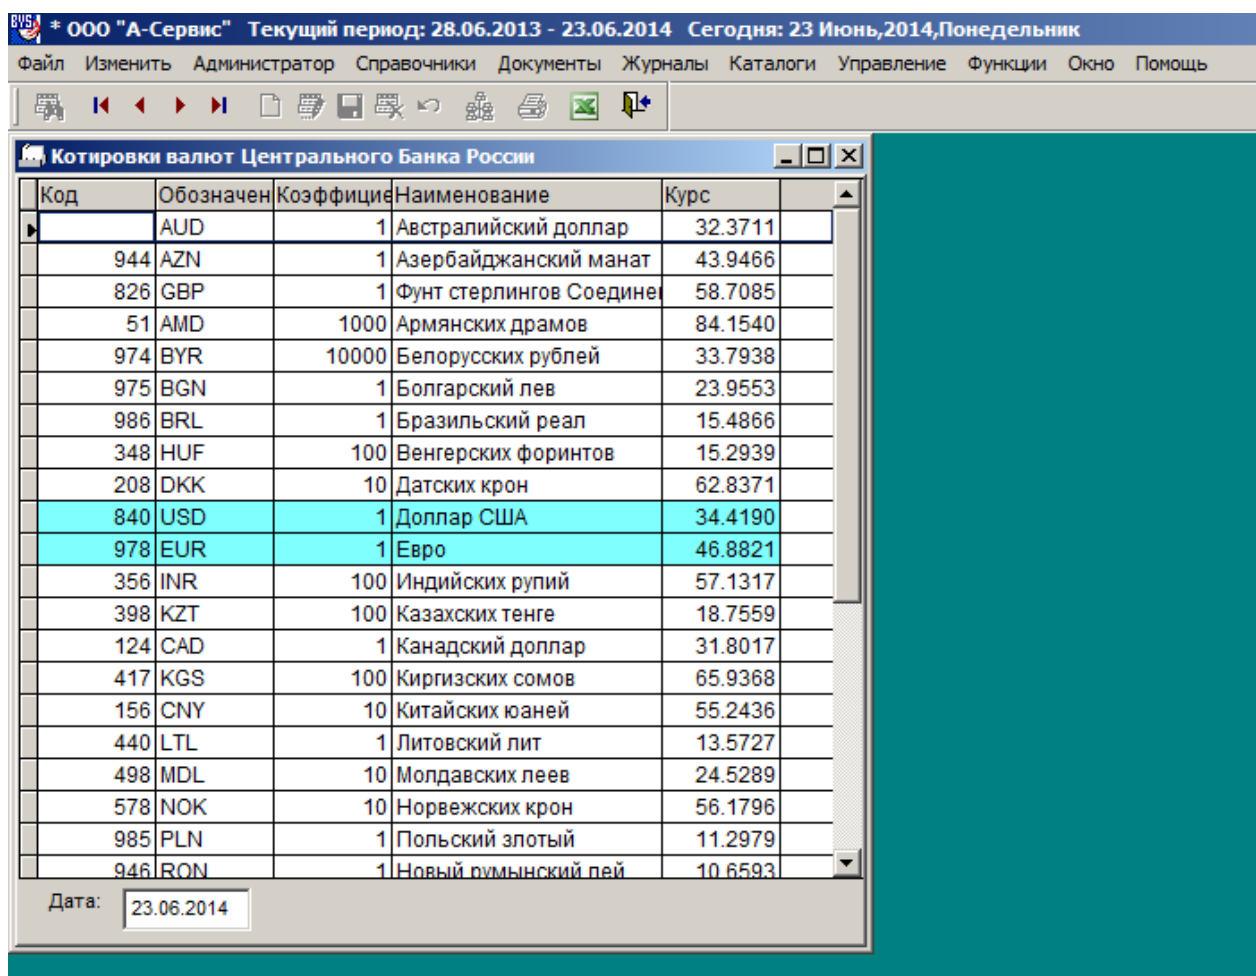 BVS
* ООО "А-Сервис" Текущий период: 28.06.2013 - 23.06.2014 Сегодня: 23 Июнь,2014,Понедельник
Файл Изменить Администратор Справочники Документы Журналы Каталоги Управление Функции Окно Помощь
Котировки валют Центрального Банка России
Код Обозначен Коэффицие Наименование Курс
AUD 1 Австралийский доллар 32.3711
944 AZN 1 Азербайджанский манат 43.9466
826 GBP 1 Фунт стерлингов Соединен 58.7085
51 AMD 1000 Армянских драмов 84.1540
974 BYR 10000 Белорусских рублей 33.7938
975 BGN 1 Болгарский лев 23.9553
986 BRL 1 Бразильский реал 15.4866
348 HUF 100 Венгерских форинтов 15.2939
208 DKK 10 Датских крон 62.8371
840 USD 1 Доллар США 34.4190
978 EUR 1 Евро 46.8821
356 INR 100 Индийских рупий 57.1317
398 KZT 100 Казахских тенге 18.7559
124 CAD 1 Канадский доллар 31.8017
417 KGS 100 Киргизских сомов 65.9368
156 CNY 10 Китайских юаней 55.2436
440 LTL 1 Литовский лит 13.5727
498 MDL 10 Молдавских леев 24.5289
578 NOK 10 Норвежских крон 56.1796
985 PLN 1 Польский злотый 11.2979
946 RON 1 Новый румынский лей 10.6593
Дата: 23.06.2014